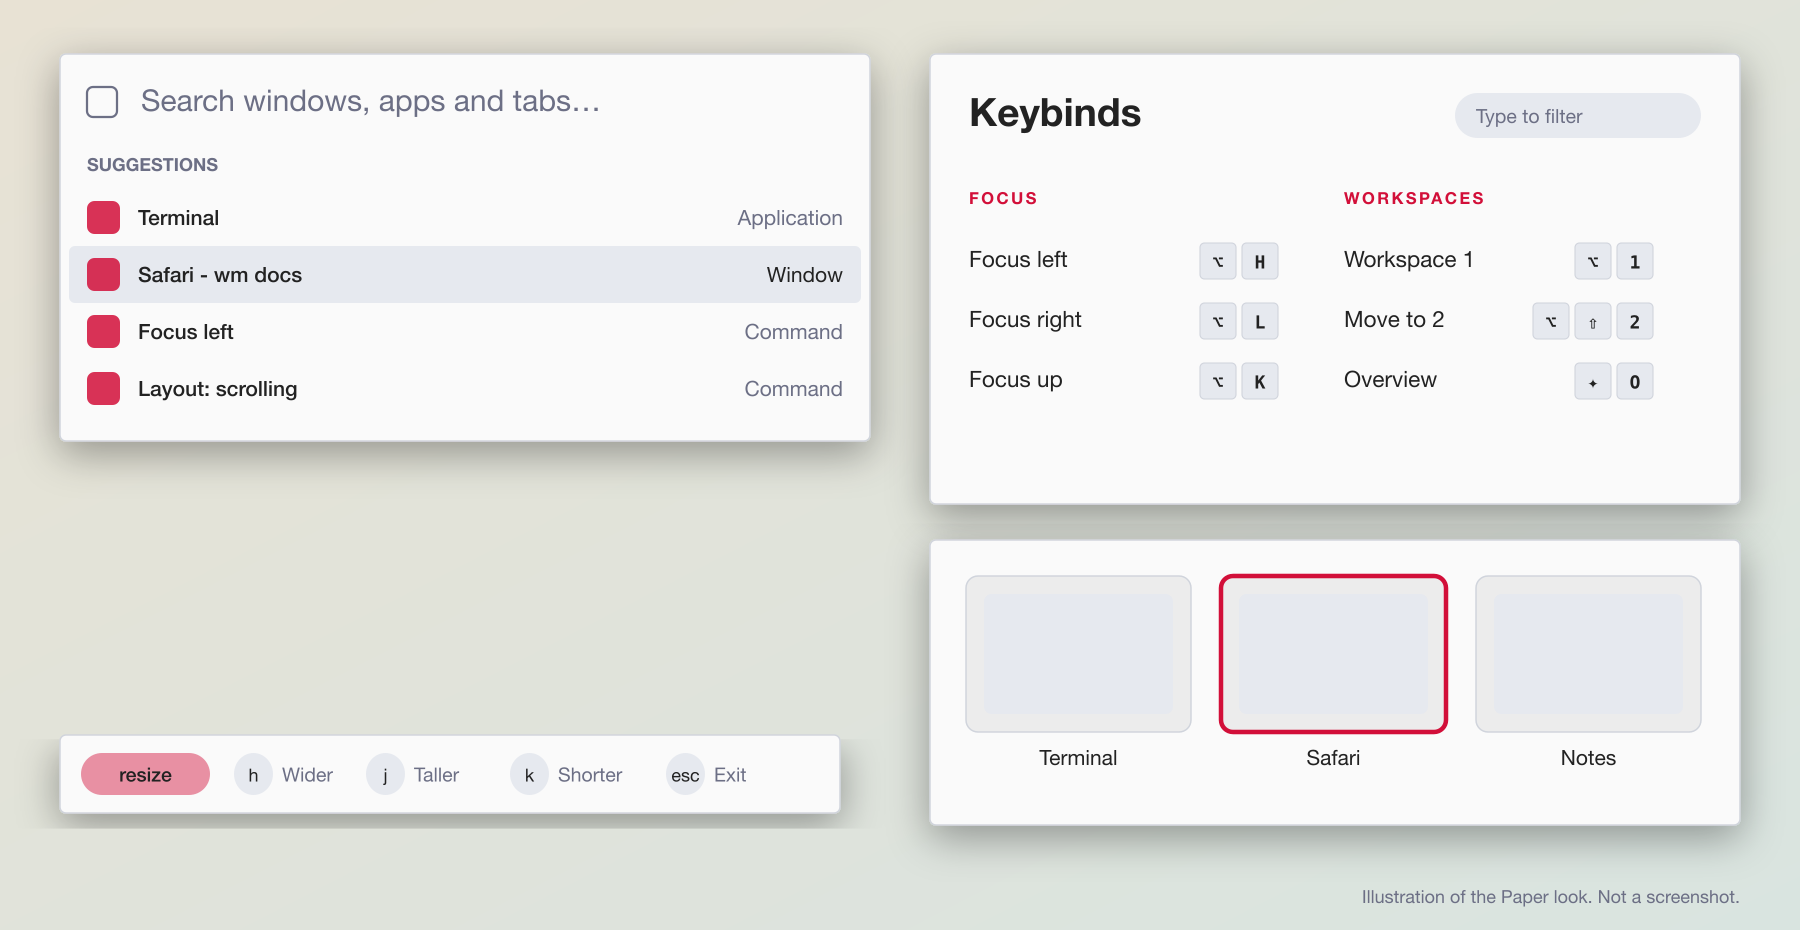 Search windows, apps and tabs…
SUGGESTIONS
Terminal Application
Safari - wm docs Window
Focus left Command
Layout: scrolling Command
Keybinds
Type to filter
FOCUS
Focus left ⌥ H
Focus right ⌥ L
Focus up ⌥ K
WORKSPACES
Workspace 1 ⌥ 1
Move to 2 ⌥ ⇧ 2
Overview ✦ O
resize h Wider j Taller k Shorter esc Exit
Terminal Safari Notes
Illustration of the Paper look. Not a screenshot.